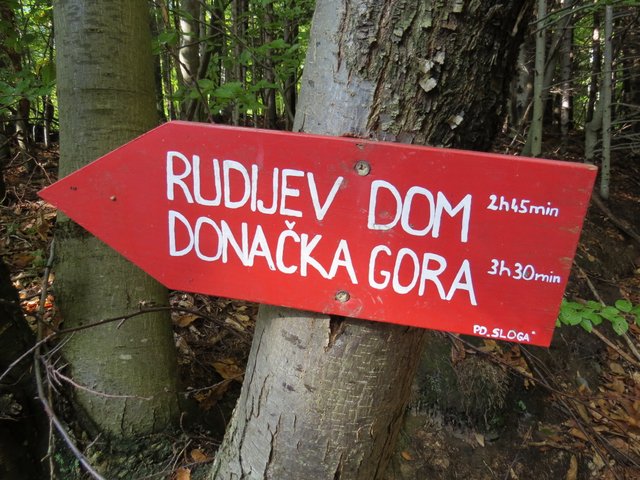 RUDIJEV DOM 2h45min
DONAČKA GORA 3h30min
PD„SLOGA"